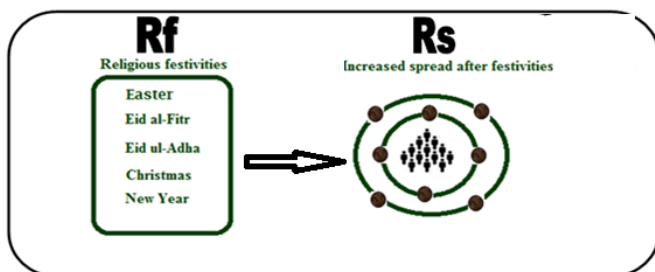 Rf
Religious festivities
Easter
Eid al-Fitr
Eid ul-Adha
Christmas
New Year
Rs
Increased spread after festivities